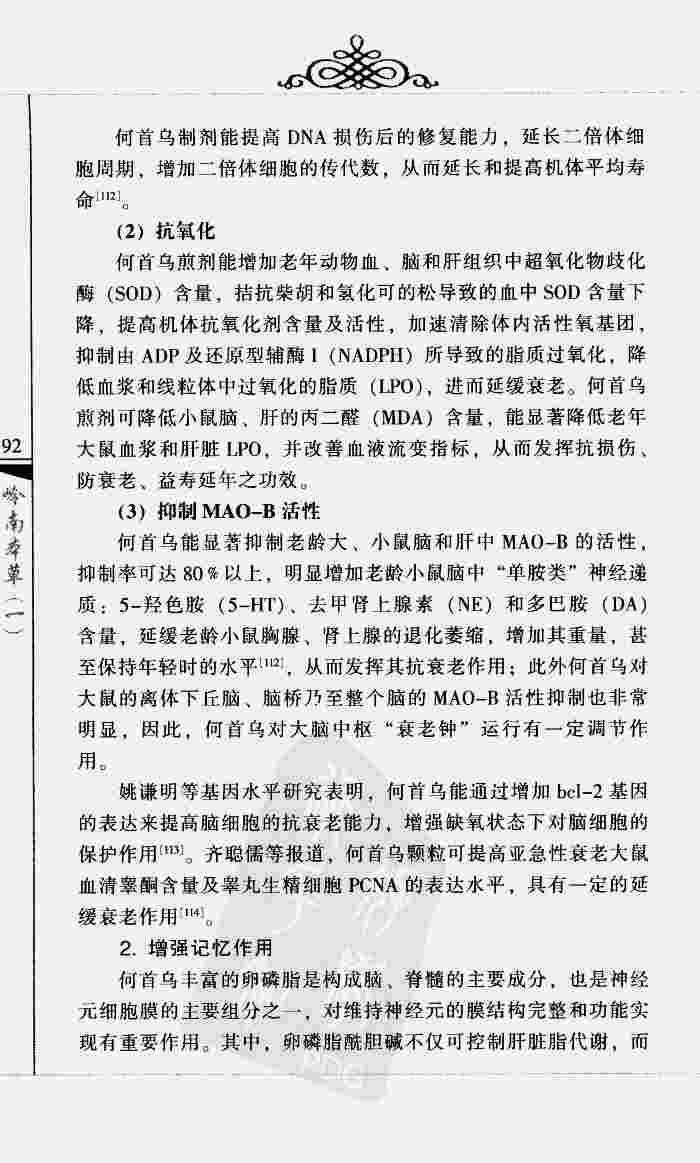 何首乌制剂能提高 DNA 损伤后的修复能力，延长二倍体细
胞周期，增加二倍体细胞的传代数，从而延长和提高机体平均寿
命[112]。
（2）抗氧化
何首乌煎剂能增加老年动物血、脑和肝组织中超氧化物歧化
酶（SOD）含量，拮抗柴胡和氢化可的松导致的血中 SOD 含量下
降，提高机体抗氧化剂含量及活性，加速清除体内活性氧基团，
抑制由 ADP 及还原型辅酶 I（NADPH）所导致的脂质过氧化，降
低血浆和线粒体中过氧化的脂质（LPO），进而延缓衰老。何首乌
煎剂可降低小鼠脑、肝的丙二醛（MDA）含量，能显著降低老年
大鼠血浆和肝脏 LPO，并改善血液流变指标，从而发挥抗损伤、
防衰老、益寿延年之功效。
（3）抑制 MAO-B 活性
何首乌能显著抑制老龄大、小鼠脑和肝中 MAO-B 的活性，
抑制率可达 80％以上，明显增加老龄小鼠脑中“单胺类”神经递
质：5-羟色胺（5-HT）、去甲肾上腺素（NE）和多巴胺（DA）
含量，延缓老龄小鼠胸腺、肾上腺的退化萎缩，增加其重量，甚
至保持年轻时的水平[112]，从而发挥其抗衰老作用；此外何首乌对
大鼠的离体下丘脑、脑桥乃至整个脑的 MAO-B 活性抑制也非常
明显，因此，何首乌对大脑中枢“衰老钟”运行有一定调节作
用。
姚谦明等基因水平研究表明，何首乌能通过增加 bcl-2 基因
的表达来提高脑细胞的抗衰老能力，增强缺氧状态下对脑细胞的
保护作用[113]。齐聪儒等报道，何首乌颗粒可提高亚急性衰老大鼠
血清睾酮含量及睾丸生精细胞 PCNA 的表达水平，具有一定的延
缓衰老作用[114]。
2. 增强记忆作用
何首乌丰富的卵磷脂是构成脑、脊髓的主要成分，也是神经
元细胞膜的主要组分之一，对维持神经元的膜结构完整和功能实
现有重要作用。其中，卵磷脂酰胆碱不仅可控制肝脏脂代谢，而
92
岭南本草（一）
PDG